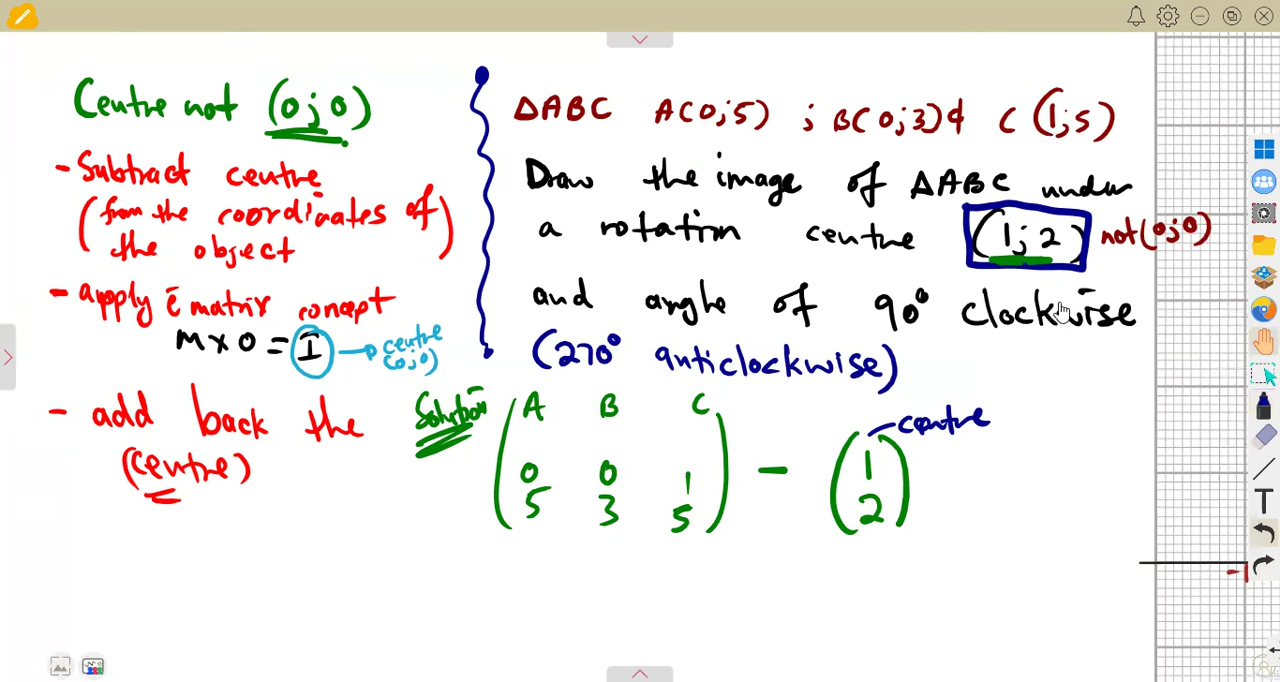 Centre not (0;0)
- Subtract centre
(from the coordinates of
the object)
- apply c̄ matrix concept
M x O = I → centre
(0;0)
- add back the
(centre)
ΔABC A(0;5) ; B(0;3) & C (1;5)
Draw the image of ΔABC under
a rotation centre (1;2) not(0;0)
and angle of 90° clockwise
(270° anticlockwise)
Solution
A B C
0 0 1 - 1 centre
5 3 5 2
-1
T